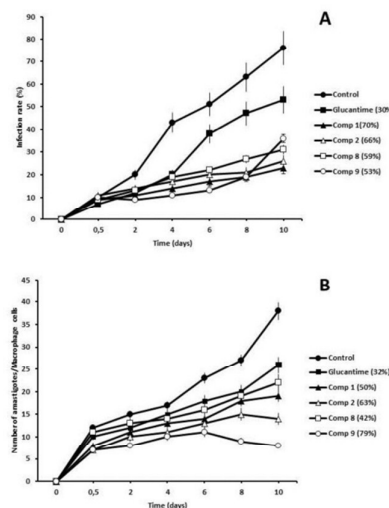 A
90
80
70
60
50
40
30
20
10
0
Infection rate (%)
0 0,5 2 4 6 8 10
Time (days)
Control
Glucantime (30%
Comp 1(70%)
Comp 2 (66%)
Comp 8 (59%)
Comp 9 (53%)
B
45
40
35
30
25
20
15
10
5
0
Number of amastigotes/Macrophage cells
0 0,5 2 4 6 8 10
Time (days)
Control
Glucantime (32%)
Comp 1 (50%)
Comp 2 (63%)
Comp 8 (42%)
Comp 9 (79%)